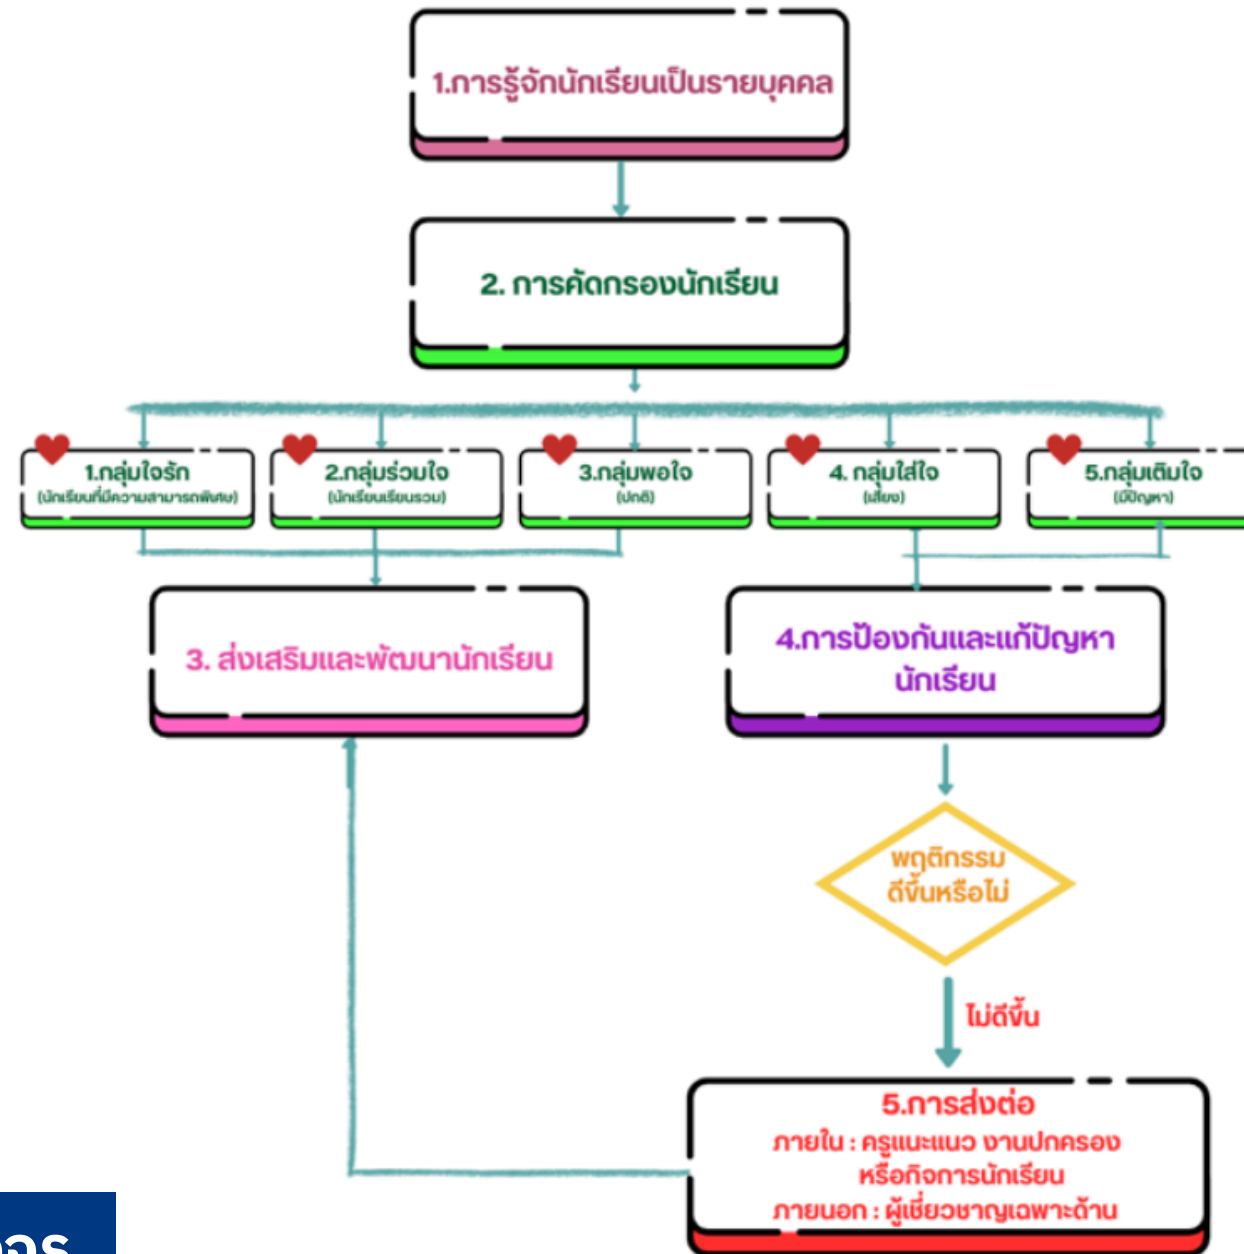 1.การรู้จักนักเรียนเป็นรายบุคคล
2. การคัดกรองนักเรียน
1.กลุ่มใจรัก
(นักเรียนที่มีความสามารถพิเศษ)
2.กลุ่มร่วมใจ
(นักเรียนเรียนรวม)
3.กลุ่มพอใจ
(ปกติ)
4. กลุ่มใส่ใจ
(เสี่ยง)
5.กลุ่มเติมใจ
(มีปัญหา)
3. ส่งเสริมและพัฒนานักเรียน
4.การป้องกันและแก้ปัญหา
นักเรียน
พฤติกรรม
ดีขึ้นหรือไม่
ไม่ดีขึ้น
5.การส่งต่อ
ภายใน : ครูแนะแนว งานปกครอง
หรือกิจการนักเรียน
ภายนอก : ผู้เชี่ยวชาญเฉพาะด้าน